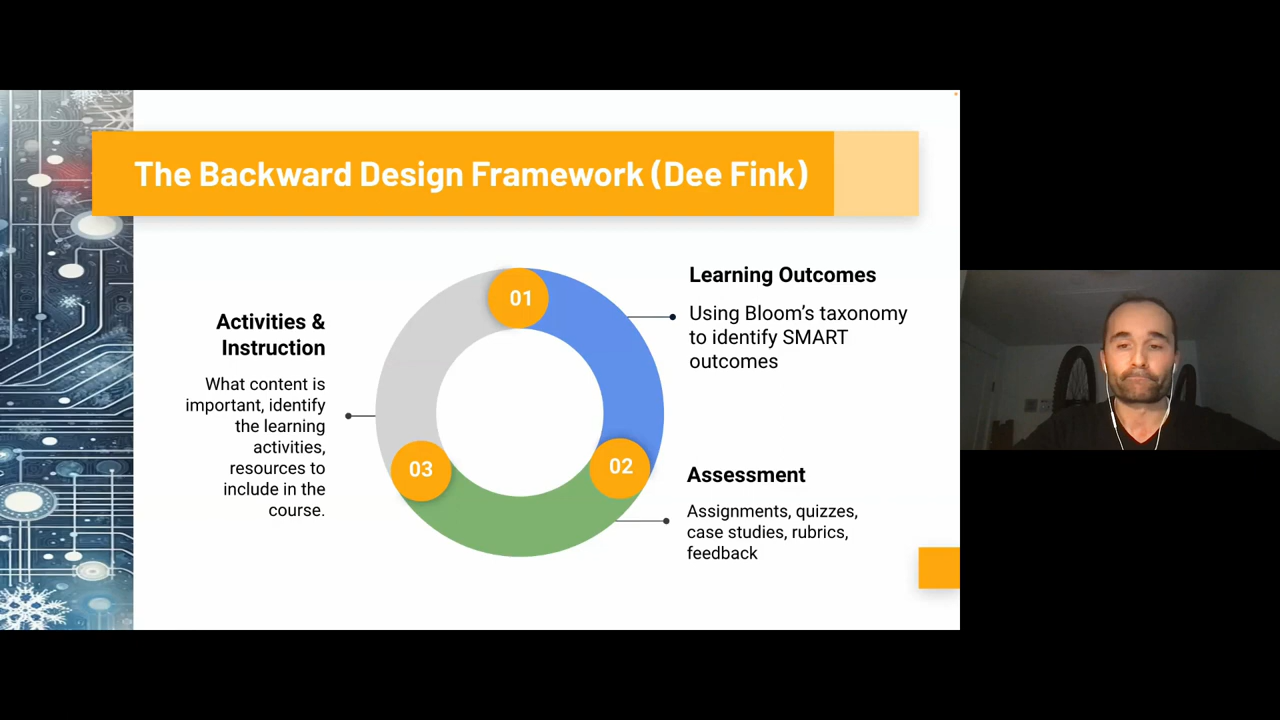 The Backward Design Framework (Dee Fink)
01
Learning Outcomes
Using Bloom’s taxonomy
to identify SMART
outcomes
02
Assessment
Assignments, quizzes,
case studies, rubrics,
feedback
03
Activities &
Instruction
What content is
important, identify
the learning
activities,
resources to
include in the
course.